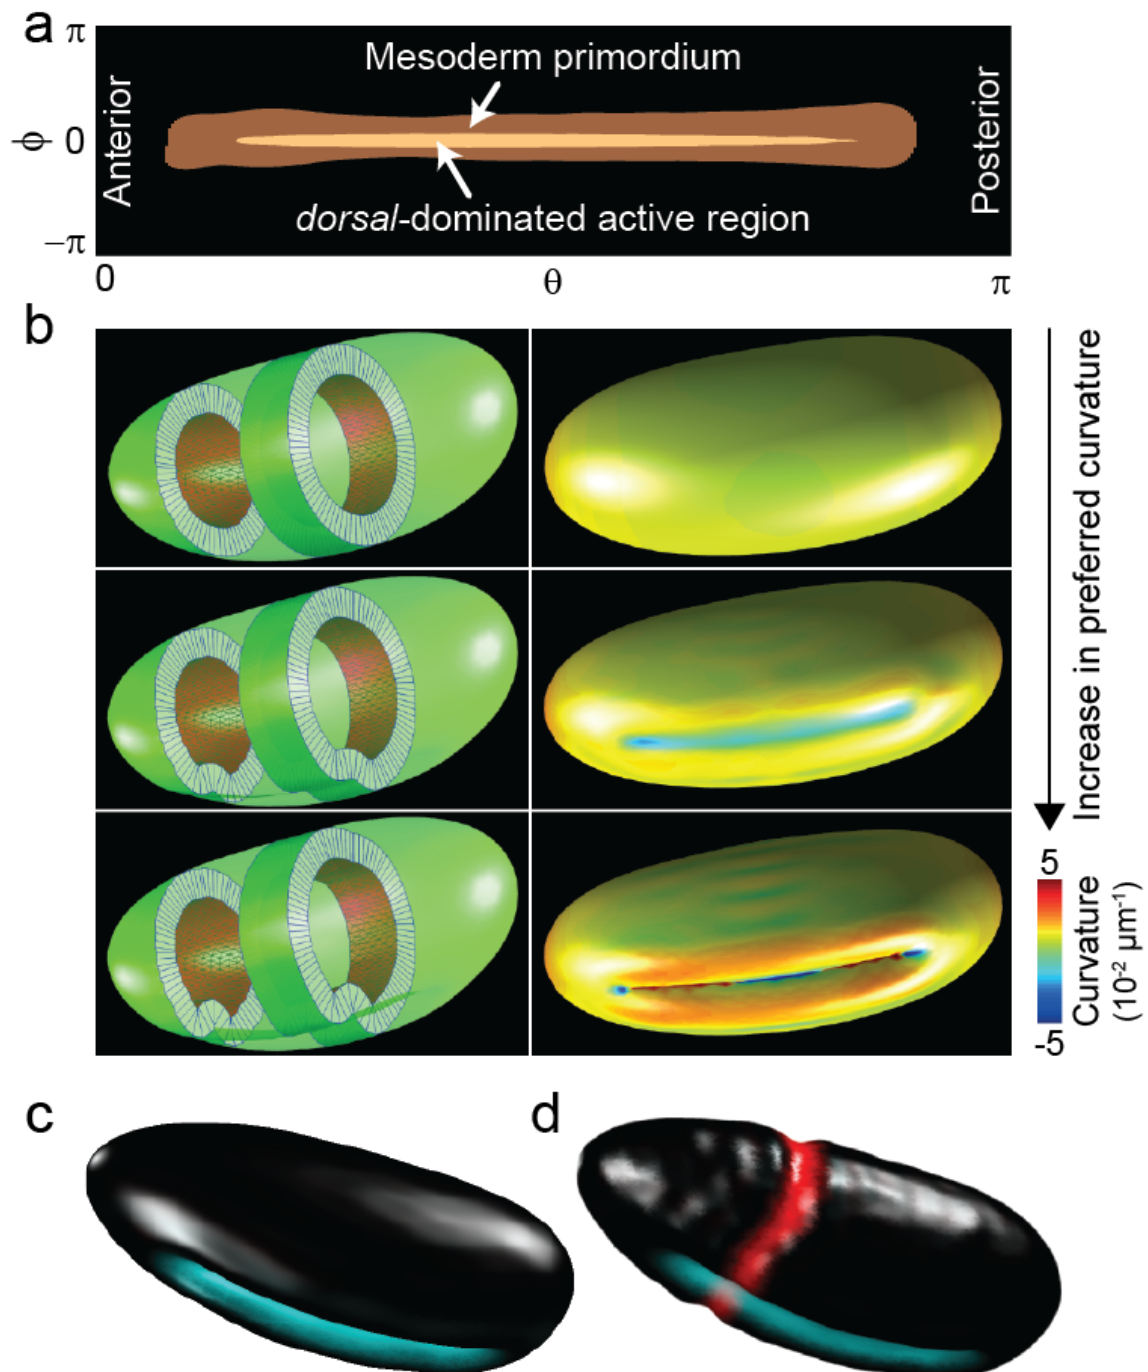 a
π
Mesoderm primordium
Anterior
ϕ
0
Posterior
dorsal-dominated active region
−π
0
θ
π
b
Increase in preferred curvature
5
Curvature
(10⁻² μm⁻¹)
-5
c
d